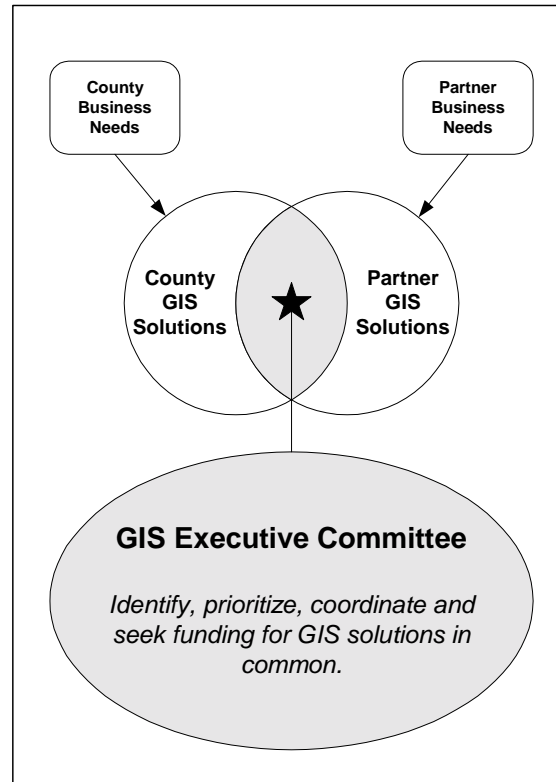 County
Business
Needs
Partner
Business
Needs
County
GIS
Solutions
Partner
GIS
Solutions
GIS Executive Committee
Identify, prioritize, coordinate and
seek funding for GIS solutions in
common.